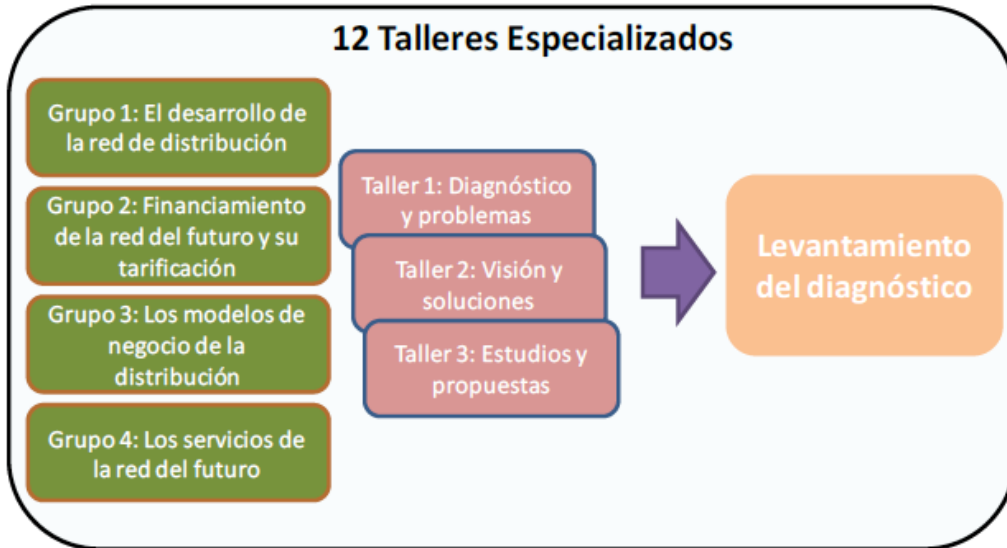 12 Talleres Especializados
Grupo 1: El desarrollo de
la red de distribución
Grupo 2: Financiamiento
de la red del futuro y su
tarificación
Grupo 3: Los modelos de
negocio de la
distribución
Grupo 4: Los servicios de
la red del futuro
Taller 1: Diagnóstico
y problemas
Taller 2: Visión y
soluciones
Taller 3: Estudios y
propuestas
Levantamiento
del diagnóstico